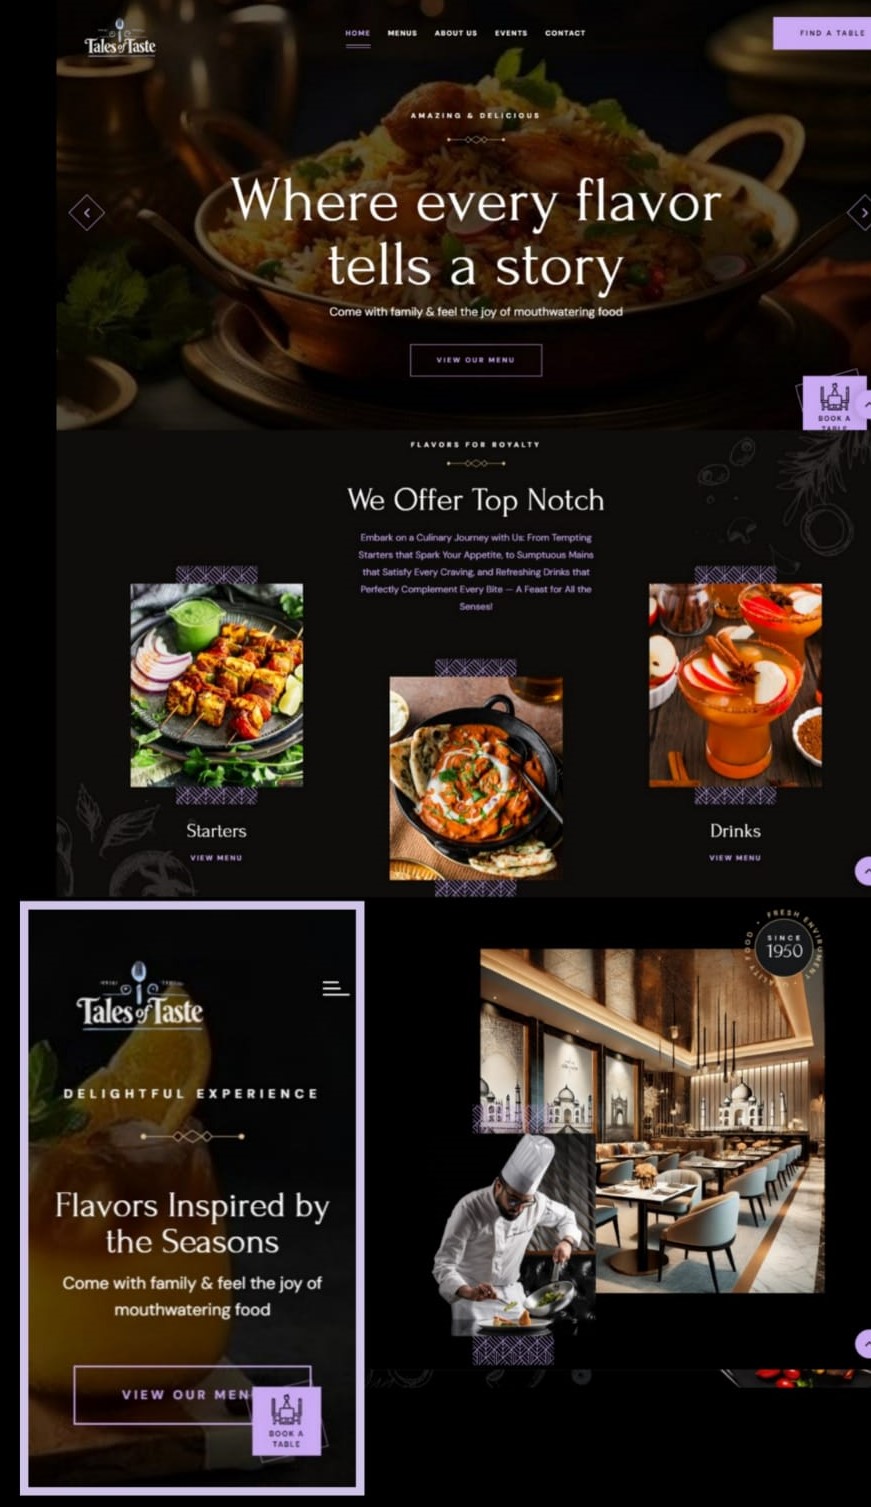 Tales of Taste
HOME MENUS ABOUT US EVENTS CONTACT
FIND A TABLE
AMAZING & DELICIOUS
Where every flavor
tells a story
Come with family & feel the joy of mouthwatering food
VIEW OUR MENU
BOOK A
TABLE
FLAVORS FOR ROYALTY
We Offer Top Notch
Embark on a Culinary Journey with Us: From Tempting
Starters that Spark Your Appetite, to Sumptuous Mains
that Satisfy Every Craving, and Refreshing Drinks that
Perfectly Complement Every Bite — A Feast for All the
Senses!
Starters
VIEW MENU
Drinks
VIEW MENU
Tales of Taste
DELIGHTFUL EXPERIENCE
Flavors Inspired by
the Seasons
Come with family & feel the joy of
mouthwatering food
VIEW OUR MEN
BOOK A
TABLE
FRESH ENVIRONMENT
FOOD
SINCE
1950